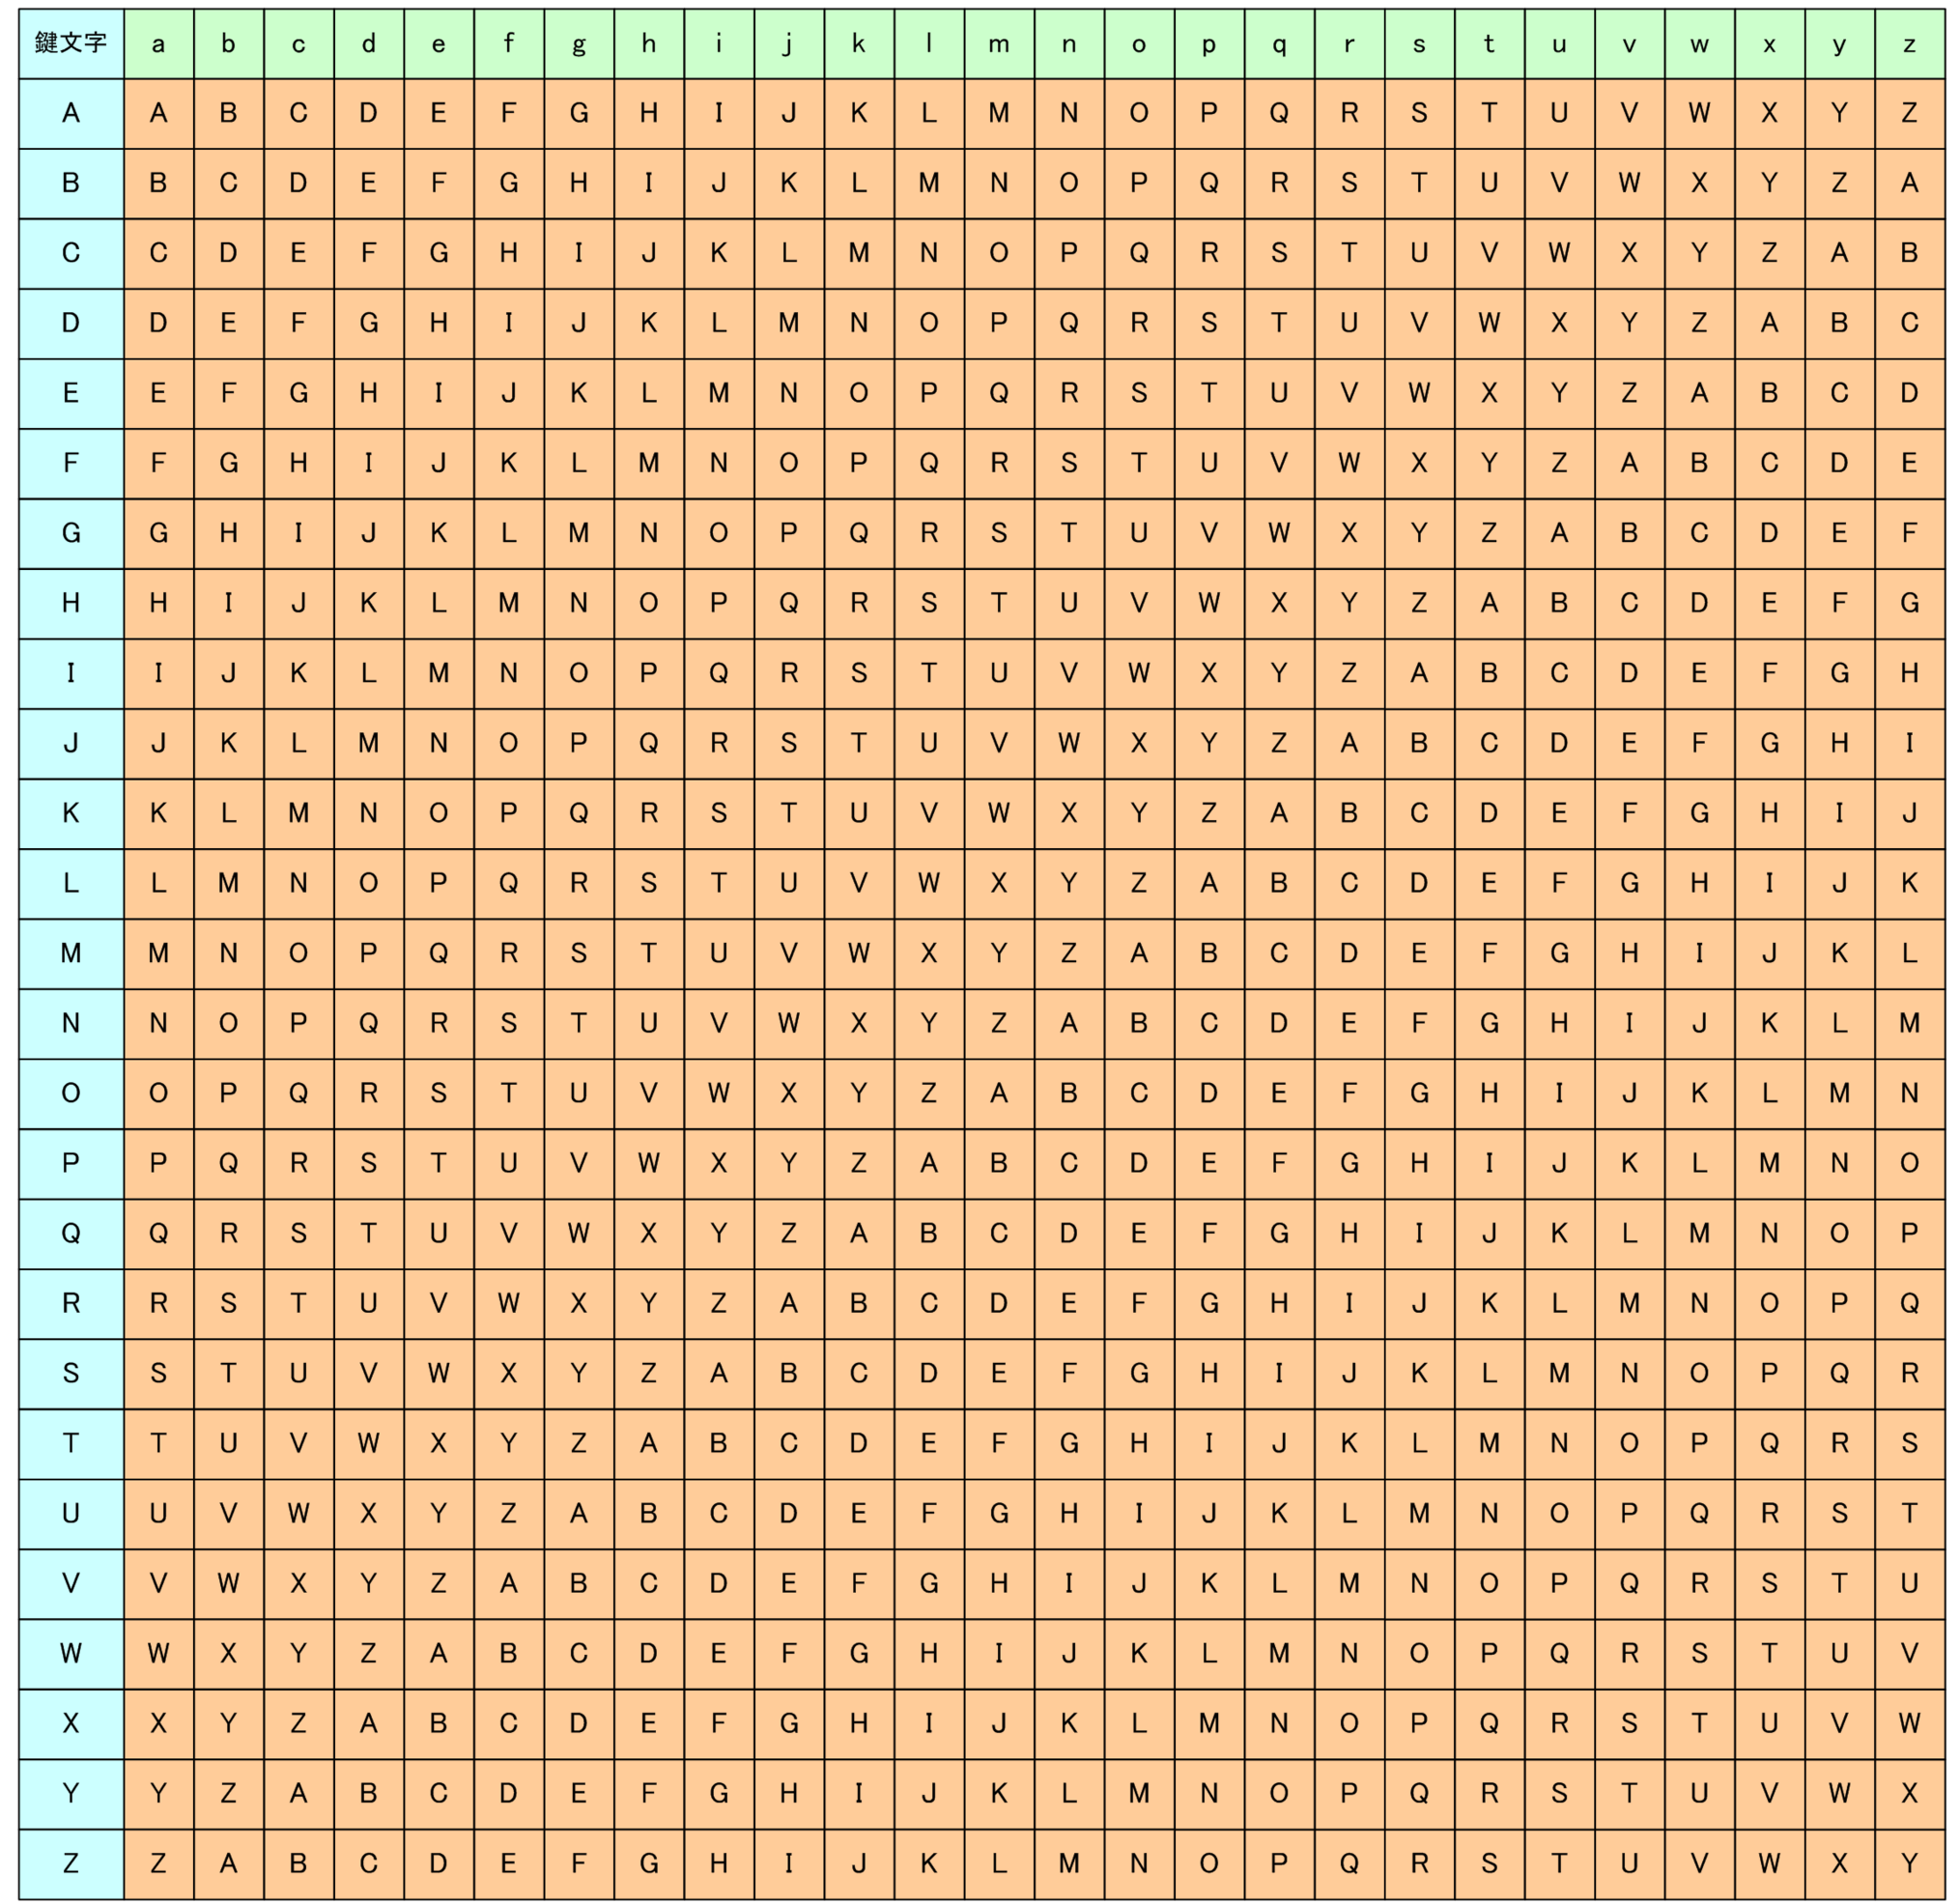 鍵文字 a b c d e f g h i j k l m n o p q r s t u v w x y z
A A B C D E F G H I J K L M N O P Q R S T U V W X Y Z
B B C D E F G H I J K L M N O P Q R S T U V W X Y Z A
C C D E F G H I J K L M N O P Q R S T U V W X Y Z A B
D D E F G H I J K L M N O P Q R S T U V W X Y Z A B C
E E F G H I J K L M N O P Q R S T U V W X Y Z A B C D
F F G H I J K L M N O P Q R S T U V W X Y Z A B C D E
G G H I J K L M N O P Q R S T U V W X Y Z A B C D E F
H H I J K L M N O P Q R S T U V W X Y Z A B C D E F G
I I J K L M N O P Q R S T U V W X Y Z A B C D E F G H
J J K L M N O P Q R S T U V W X Y Z A B C D E F G H I
K K L M N O P Q R S T U V W X Y Z A B C D E F G H I J
L L M N O P Q R S T U V W X Y Z A B C D E F G H I J K
M M N O P Q R S T U V W X Y Z A B C D E F G H I J K L
N N O P Q R S T U V W X Y Z A B C D E F G H I J K L M
O O P Q R S T U V W X Y Z A B C D E F G H I J K L M N
P P Q R S T U V W X Y Z A B C D E F G H I J K L M N O
Q Q R S T U V W X Y Z A B C D E F G H I J K L M N O P
R R S T U V W X Y Z A B C D E F G H I J K L M N O P Q
S S T U V W X Y Z A B C D E F G H I J K L M N O P Q R
T T U V W X Y Z A B C D E F G H I J K L M N O P Q R S
U U V W X Y Z A B C D E F G H I J K L M N O P Q R S T
V V W X Y Z A B C D E F G H I J K L M N O P Q R S T U
W W X Y Z A B C D E F G H I J K L M N O P Q R S T U V
X X Y Z A B C D E F G H I J K L M N O P Q R S T U V W
Y Y Z A B C D E F G H I J K L M N O P Q R S T U V W X
Z Z A B C D E F G H I J K L M N O P Q R S T U V W X Y